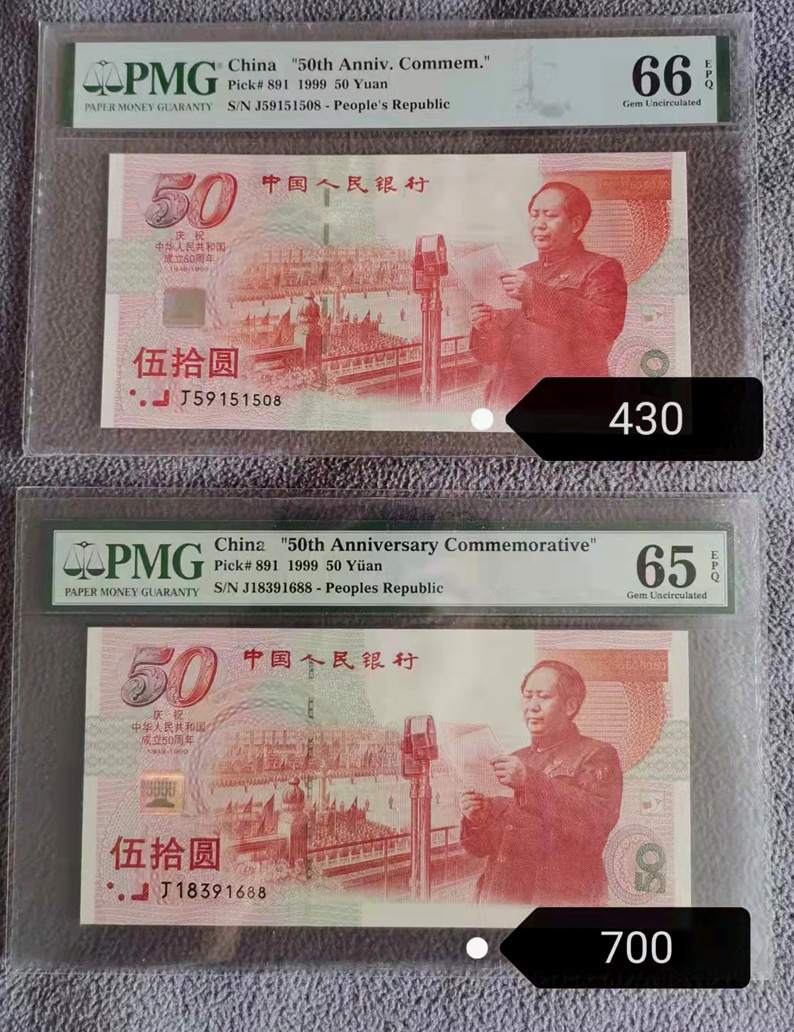 PMG
PAPER MONEY GUARANTY
China "50th Anniv. Commem."
Pick# 891 1999 50 Yuan
S/N J59151508 - People's Republic
66
EPQ
Gem Uncirculated
50
中国人民银行
庆祝
中华人民共和国
成立50周年
1949-1999
伍拾圆
J59151508
430
PMG
PAPER MONEY GUARANTY
China "50th Anniversary Commemorative"
Pick# 891 1999 50 Yüan
S/N J18391688 - Peoples Republic
65
EPQ
Gem Uncirculated
50
中国人民银行
庆祝
中华人民共和国
成立50周年
1949-1999
伍拾圆
J18391688
50
700